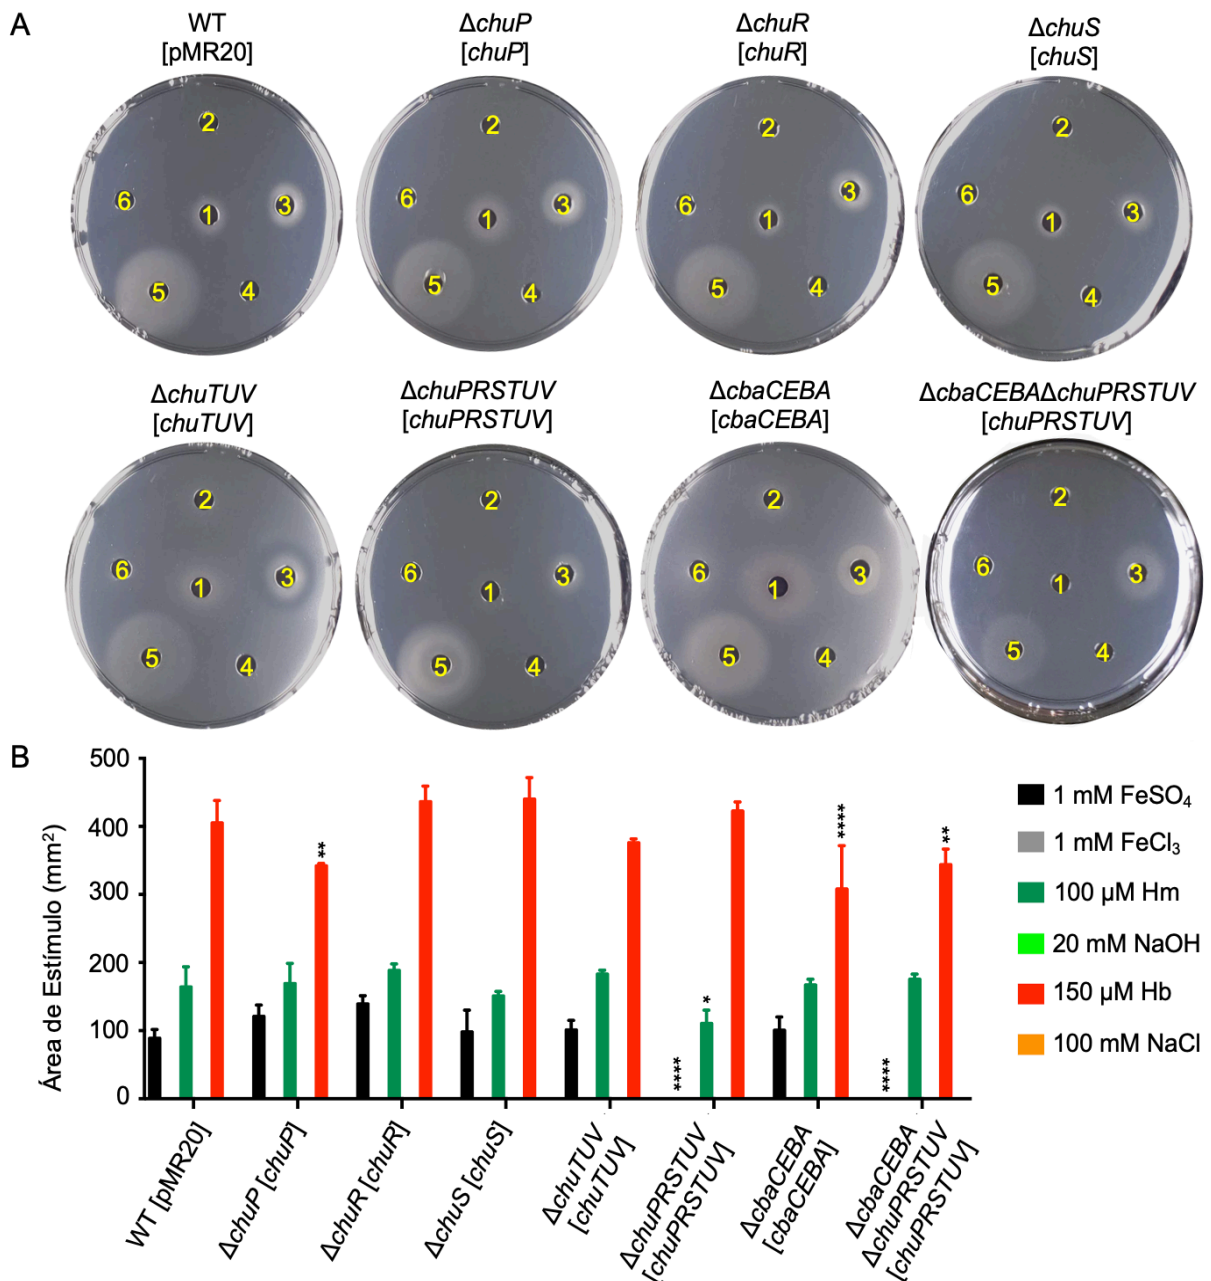 A
WT
[pMR20]
ΔchuP
[chuP]
ΔchuR
[chuR]
ΔchuS
[chuS]
2
6
1
3
5
4
2
6
1
3
5
4
2
6
1
3
5
4
2
6
1
3
5
4
ΔchuTUV
[chuTUV]
ΔchuPRSTUV
[chuPRSTUV]
ΔcbaCEBA
[cbaCEBA]
ΔcbaCEBAΔchuPRSTUV
[chuPRSTUV]
2
6
1
3
5
4
2
6
1
3
5
4
2
6
1
3
5
4
2
6
1
3
5
4
B
Área de Estímulo (mm²)
500
400
300
200
100
0
**
****
*
****
****
**
WT [pMR20]
ΔchuP [chuP]
ΔchuR [chuR]
ΔchuS [chuS]
ΔchuTUV
[chuTUV]
ΔchuPRSTUV
[chuPRSTUV]
ΔcbaCEBA
[cbaCEBA]
ΔcbaCEBA
ΔchuPRSTUV
[chuPRSTUV]
1 mM FeSO₄
1 mM FeCl₃
100 µM Hm
20 mM NaOH
150 µM Hb
100 mM NaCl